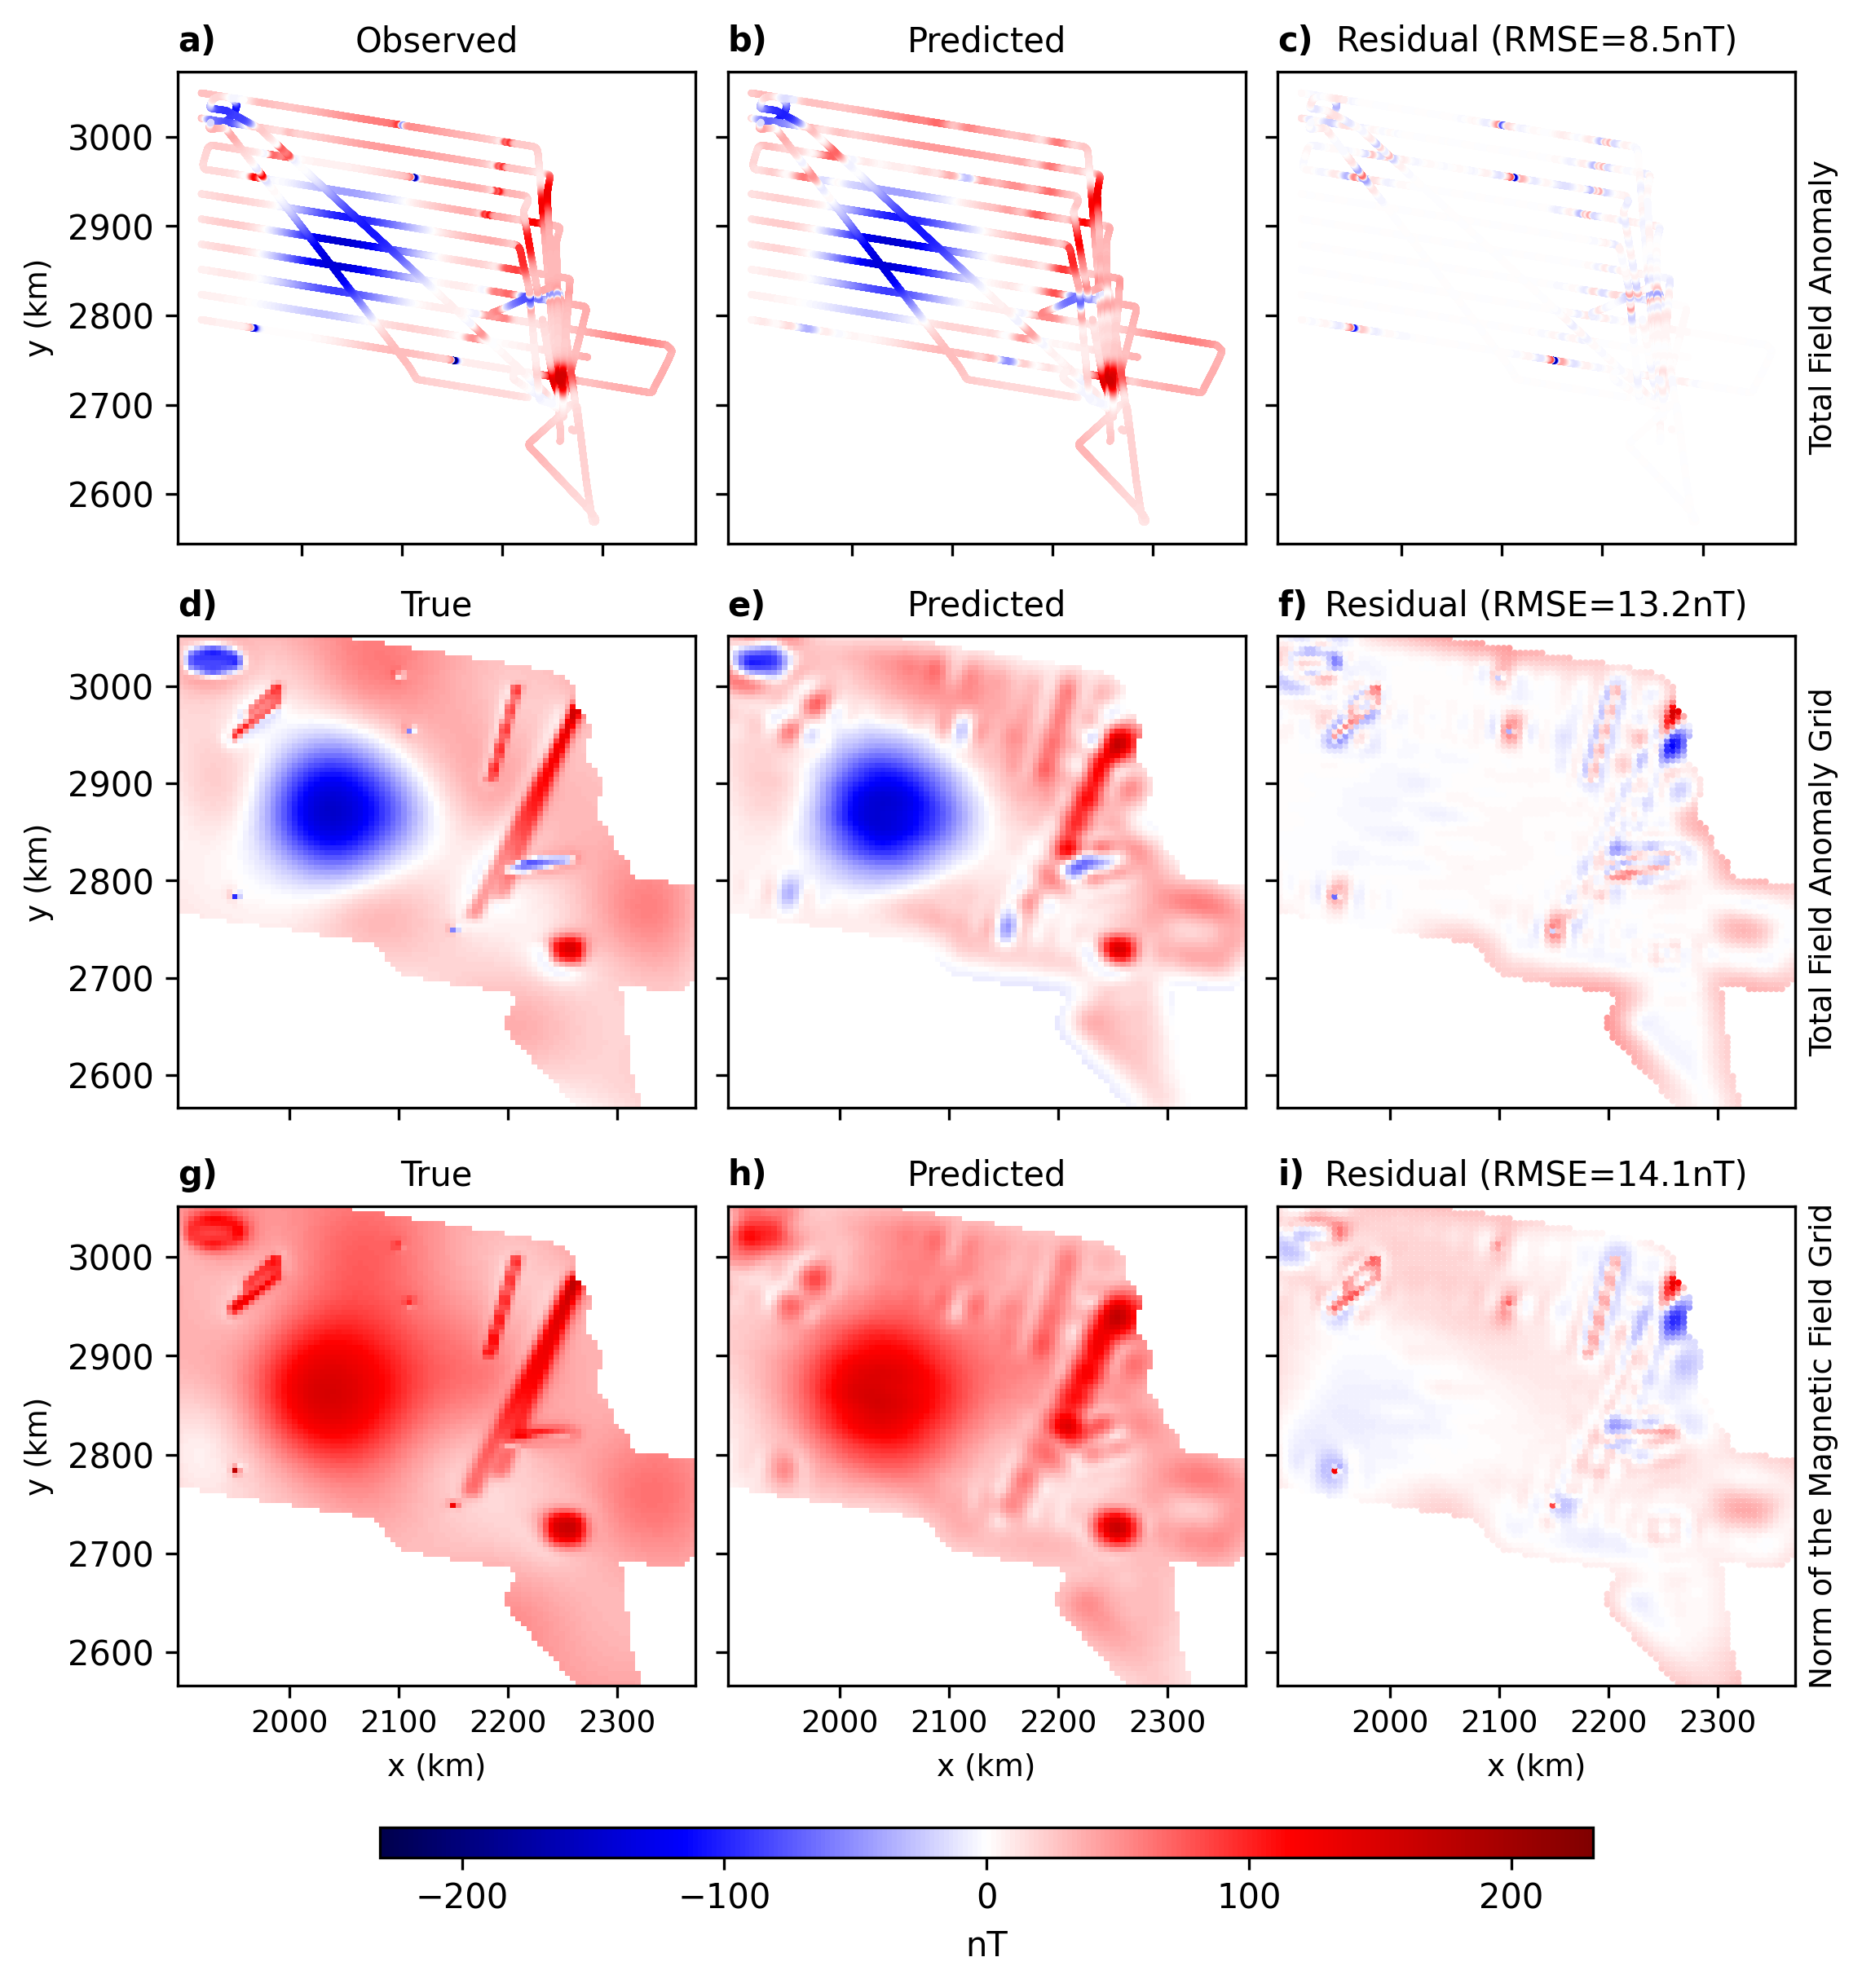 a) Observed
b) Predicted
c) Residual (RMSE=8.5nT)
3000
2900
2800
2700
2600
y (km)
Total Field Anomaly
d) True
e) Predicted
f) Residual (RMSE=13.2nT)
3000
2900
2800
2700
2600
y (km)
Total Field Anomaly Grid
g) True
h) Predicted
i) Residual (RMSE=14.1nT)
3000
2900
2800
2700
2600
y (km)
Norm of the Magnetic Field Grid
2000 2100 2200 2300
2000 2100 2200 2300
2000 2100 2200 2300
x (km)
x (km)
x (km)
−200 −100 0 100 200
nT